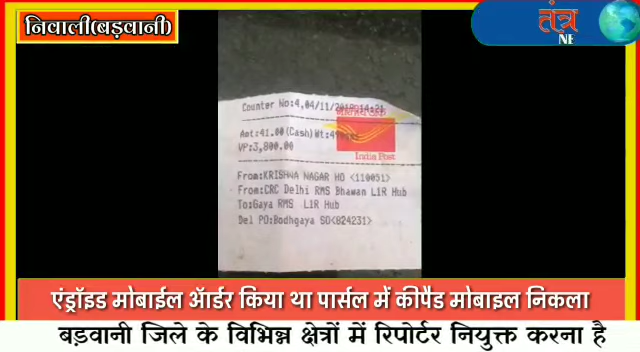 निवाली(बड़वानी)
तंत्र
NE
Counter No:4,04/11/2019,14:21
Amt:41.00(Cash)
VP:3,800.00
India Post
From:KRISHNA NAGAR HO <110051>
From:CRC Delhi RMS Bhawan L1R Hub
To:Gaya RMS L1R Hub
Del PO:Bodhgaya SO<824231>
एंड्रॉइड मोबाईल ऑर्डर किया था पार्सल में कीपैड मोबाइल निकला
बड़वानी जिले के विभिन्न क्षेत्रों में रिपोर्टर नियुक्त करना है